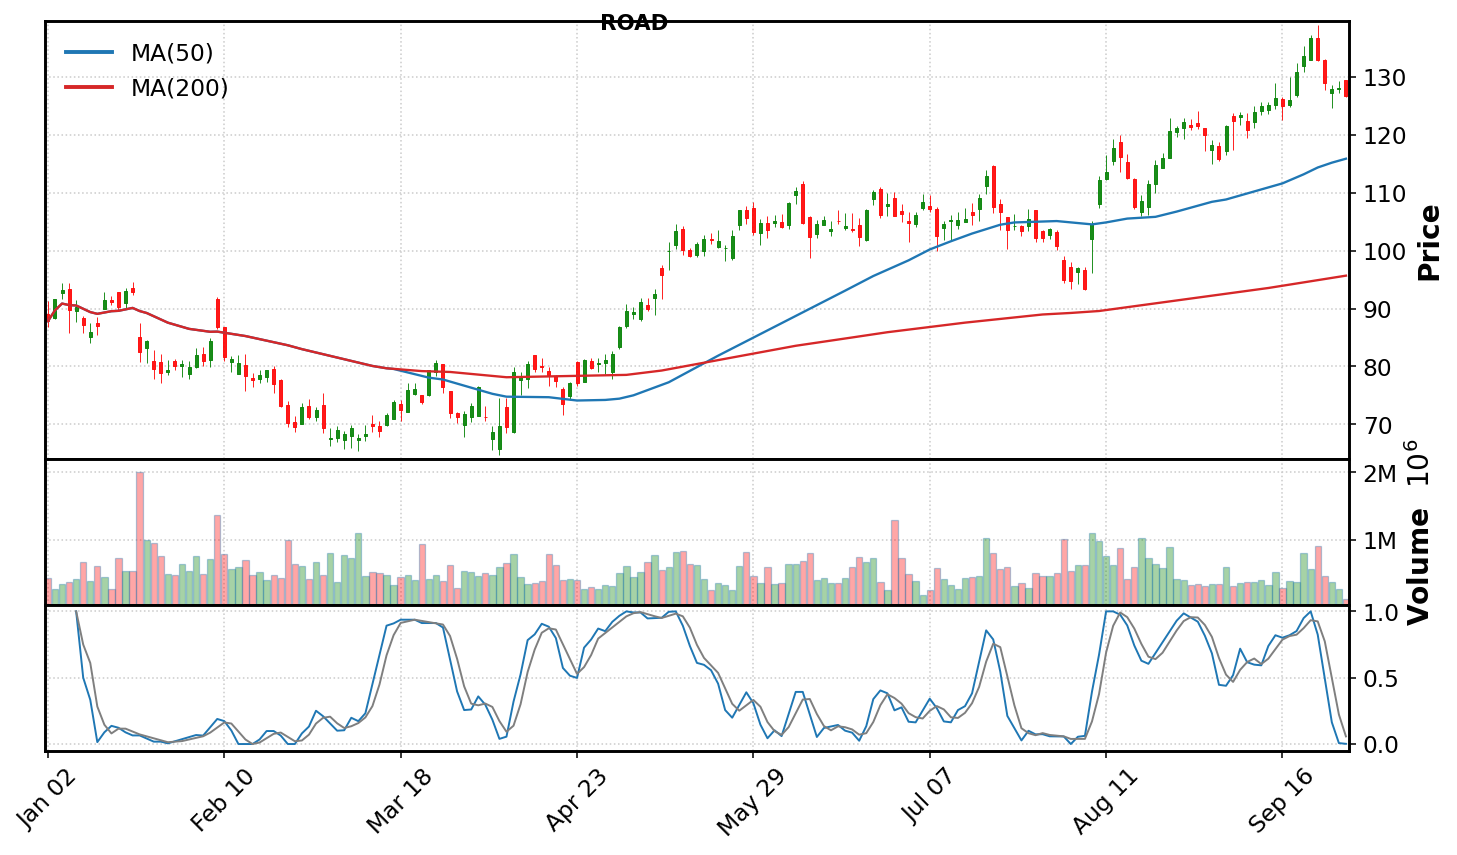 ROAD
MA(50)
MA(200)
130
120
110
100
90
80
70
Price
2M
1M
Volume 10^6
1.0
0.5
0.0
Jan 02
Feb 10
Mar 18
Apr 23
May 29
Jul 07
Aug 11
Sep 16